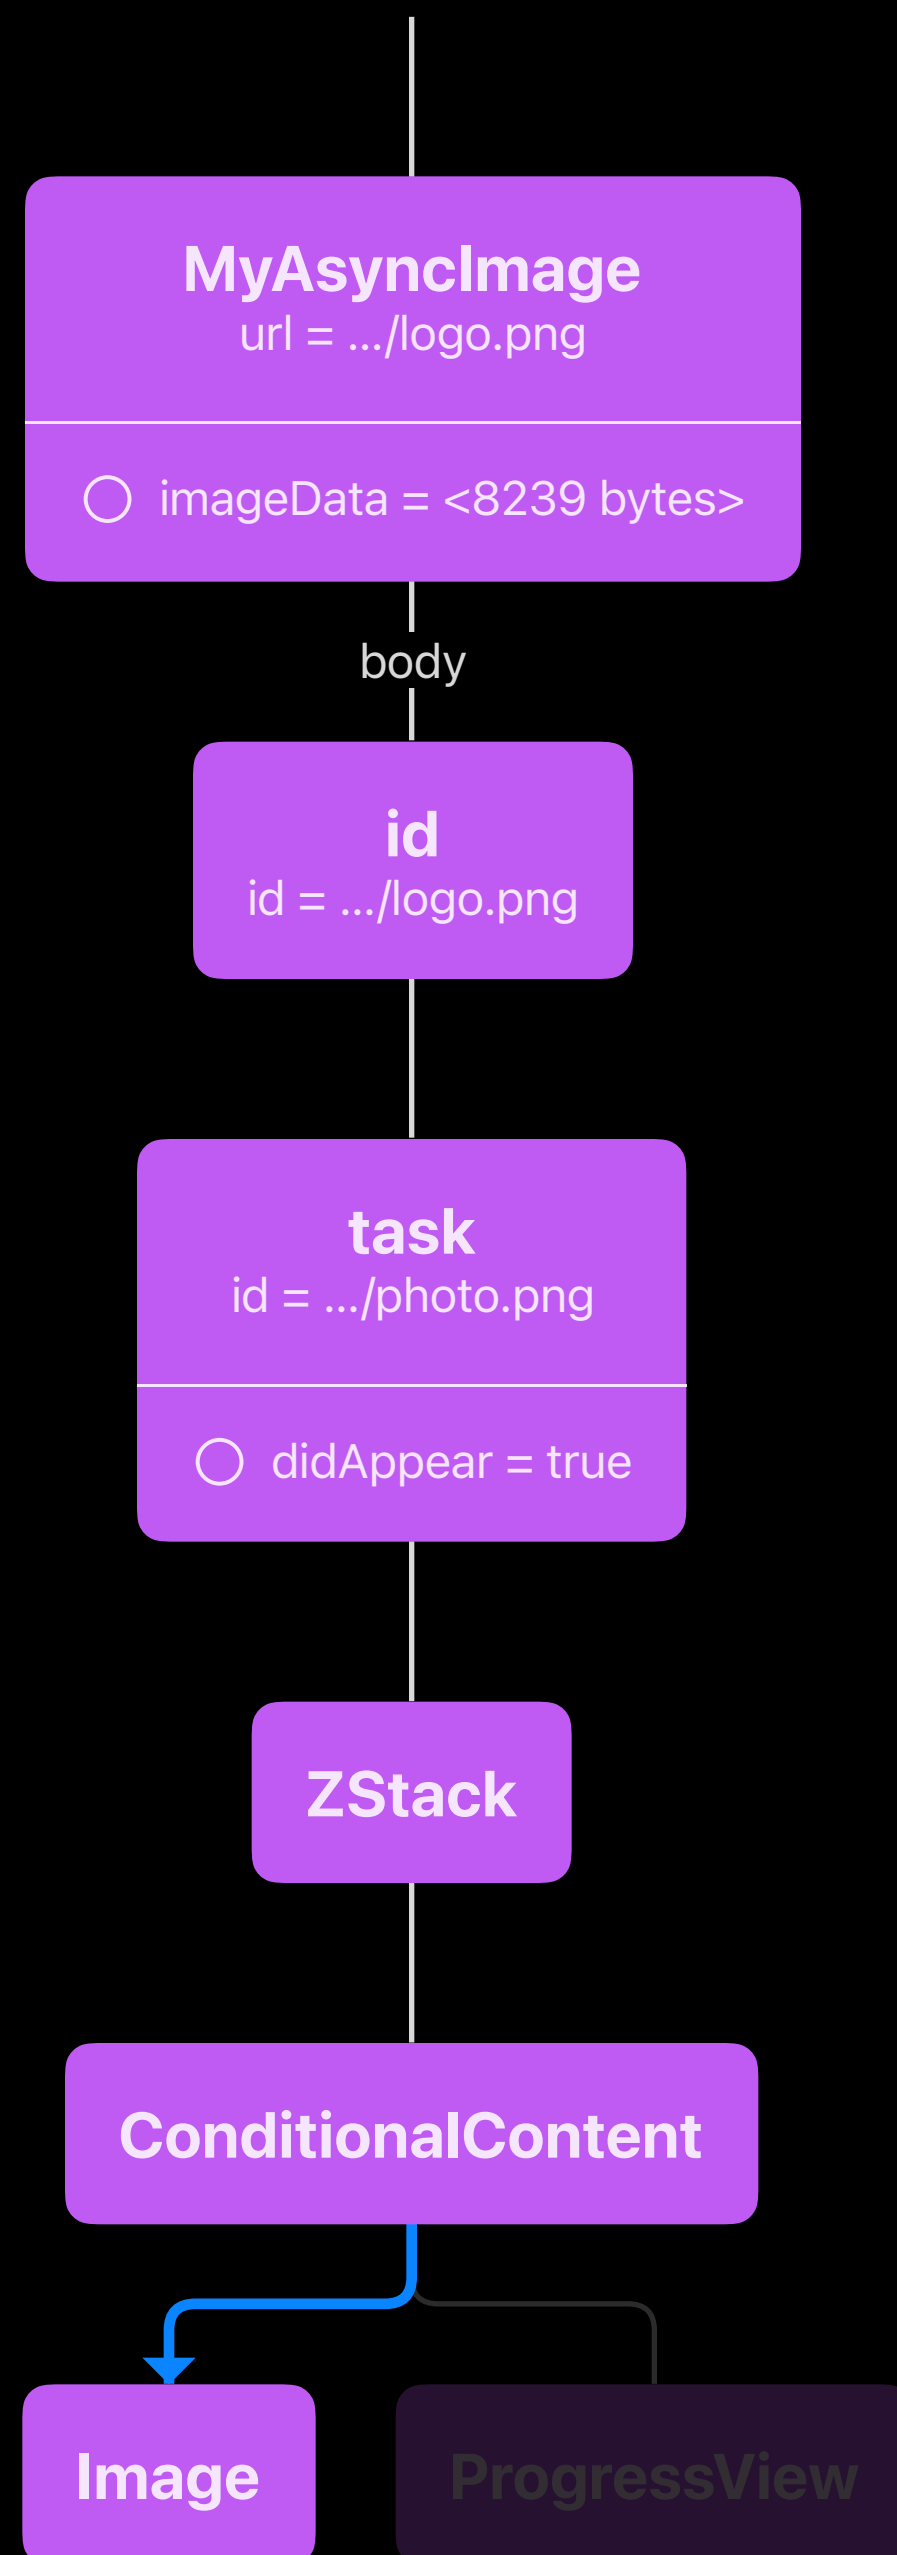 MyAsyncImage
url = .../logo.png
imageData = <8239 bytes>
body
id
id = .../logo.png
task
id = .../photo.png
didAppear = true
ZStack
ConditionalContent
Image
ProgressView